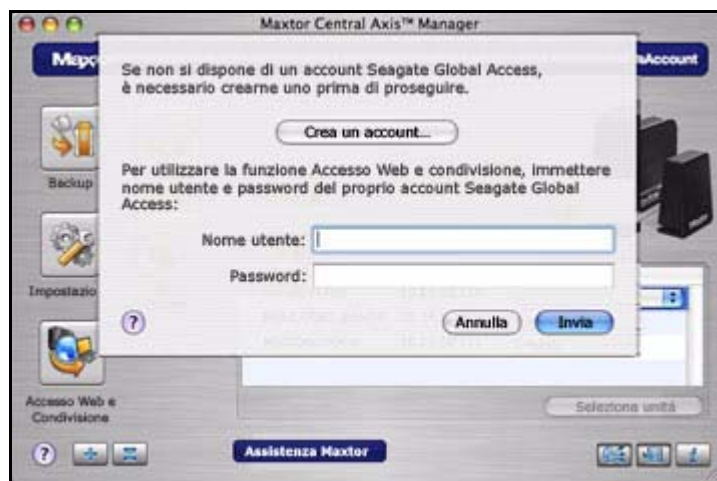 Maxtor Central Axis™ Manager
Se non si dispone di un account Seagate Global Access,
è necessario crearne uno prima di proseguire.
Crea un account...
Per utilizzare la funzione Accesso Web e condivisione, immettere
nome utente e password del proprio account Seagate Global
Access:
Nome utente:
Password:
?
Annulla
Invia
Backup
Impostazio
Accesso Web e
Condivisione
Seleziona unità
?
Assistenza Maxtor
i